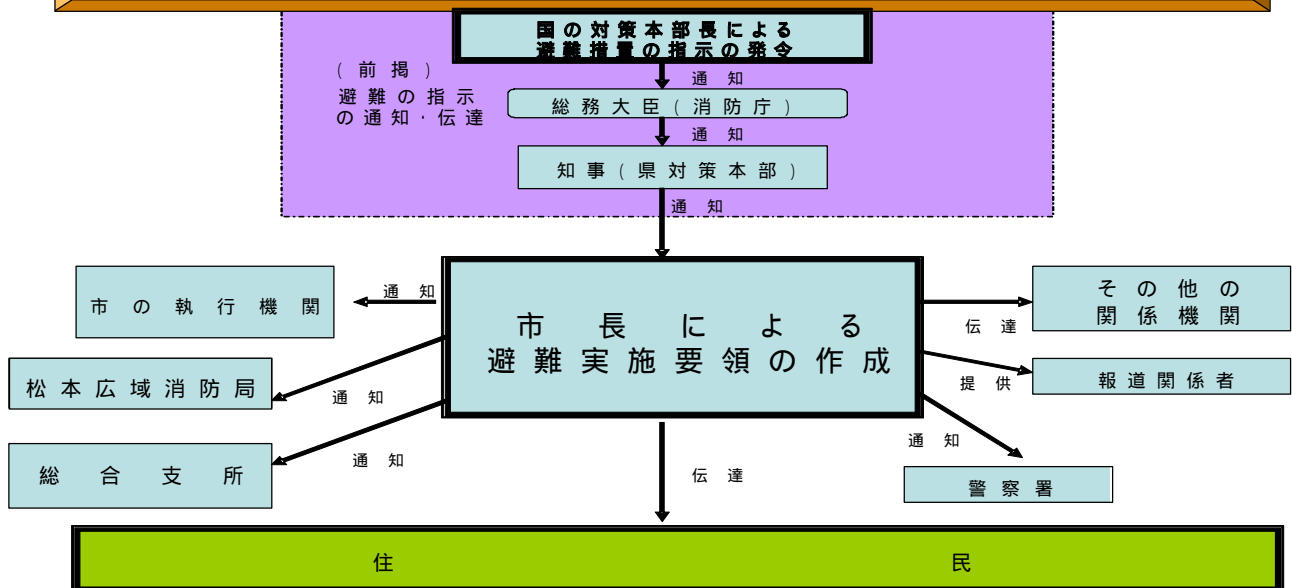 国の対策本部長による
避難措置の指示の発令
通知
(前掲)
避難の指示
の通知・伝達
総務大臣(消防庁)
通知
知事(県対策本部)
通知
市の執行機関
通知
市長による
避難実施要領の作成
その他の
関係機関
伝達
松本広域消防局
通知
提供
報道関係者
総合支所
通知
通知
警察署
伝達
住民